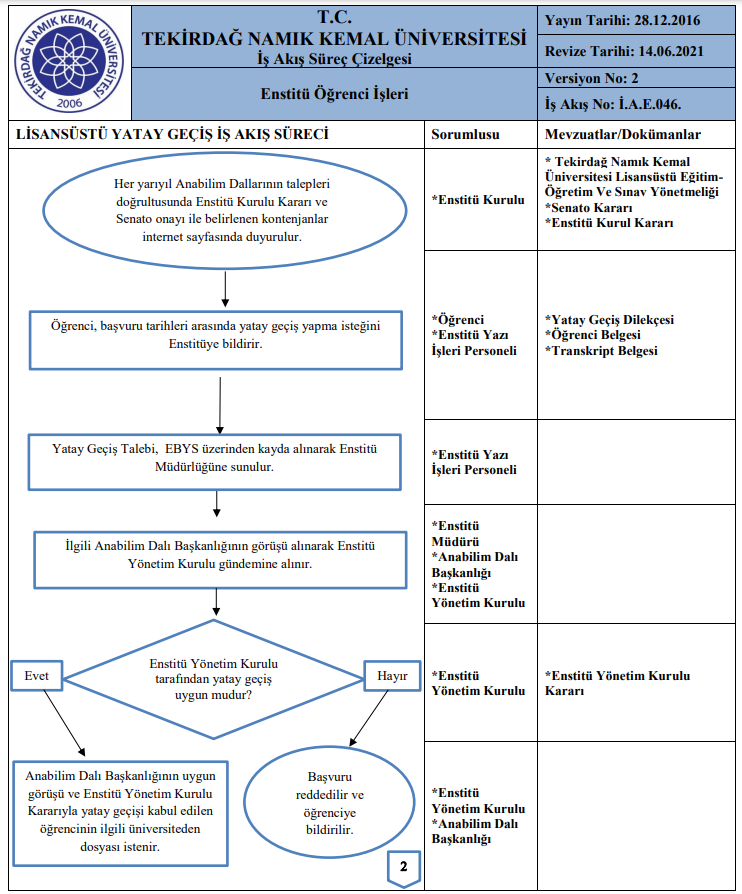 TEKİRDAĞ NAMIK KEMAL ÜNİVERSİTESİ
2006
T.C.
TEKİRDAĞ NAMIK KEMAL ÜNİVERSİTESİ
İş Akış Süreç Çizelgesi
Enstitü Öğrenci İşleri
Yayın Tarihi: 28.12.2016
Revize Tarihi: 14.06.2021
Versiyon No: 2
İş Akış No: İ.A.E.046.
LİSANSÜSTÜ YATAY GEÇİŞ İŞ AKIŞ SÜRECİ
Sorumlusu
Mevzuatlar/Dokümanlar
Her yarıyıl Anabilim Dallarının talepleri
doğrultusunda Enstitü Kurulu Kararı ve
Senato onayı ile belirlenen kontenjanlar
internet sayfasında duyurulur.
*Enstitü Kurulu
* Tekirdağ Namık Kemal
Üniversitesi Lisansüstü Eğitim-
Öğretim Ve Sınav Yönetmeliği
*Senato Kararı
*Enstitü Kurul Kararı
Öğrenci, başvuru tarihleri arasında yatay geçiş yapma isteğini
Enstitüye bildirir.
*Öğrenci
*Enstitü Yazı
İşleri Personeli
*Yatay Geçiş Dilekçesi
*Öğrenci Belgesi
*Transkript Belgesi
Yatay Geçiş Talebi, EBYS üzerinden kayda alınarak Enstitü
Müdürlüğüne sunulur.
*Enstitü Yazı
İşleri Personeli
İlgili Anabilim Dalı Başkanlığının görüşü alınarak Enstitü
Yönetim Kurulu gündemine alınır.
*Enstitü
Müdürü
*Anabilim Dalı
Başkanlığı
*Enstitü
Yönetim Kurulu
Evet
Enstitü Yönetim Kurulu
tarafından yatay geçiş
uygun mudur?
Hayır
*Enstitü
Yönetim Kurulu
*Enstitü Yönetim Kurulu
Kararı
Anabilim Dalı Başkanlığının uygun
görüşü ve Enstitü Yönetim Kurulu
Kararıyla yatay geçişi kabul edilen
öğrencinin ilgili üniversiteden
dosyası istenir.
Başvuru
reddedilir ve
öğrenciye
bildirilir.
*Enstitü
Yönetim Kurulu
*Anabilim Dalı
Başkanlığı
2